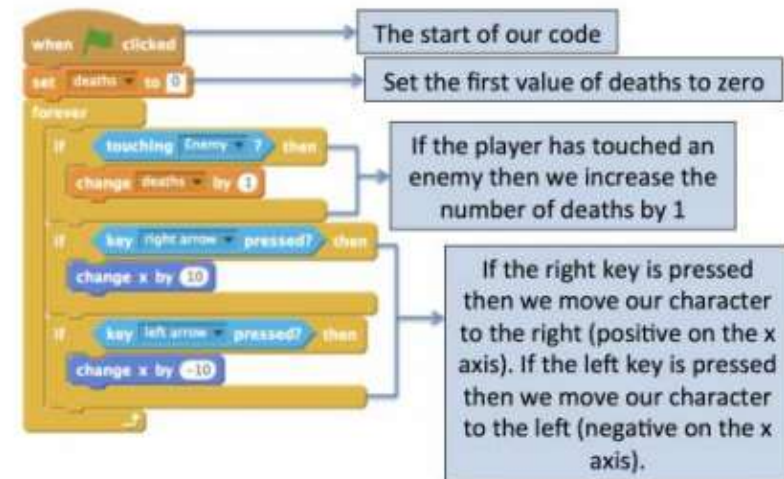 when clicked
The start of our code
set deaths to 0
Set the first value of deaths to zero
forever
if touching Enemy ? then
change deaths by 1
If the player has touched an
enemy then we increase the
number of deaths by 1
if key right arrow pressed? then
change x by 10
if key left arrow pressed? then
change x by -10
If the right key is pressed
then we move our character
to the right (positive on the x
axis). If the left key is pressed
then we move our character
to the left (negative on the x
axis).